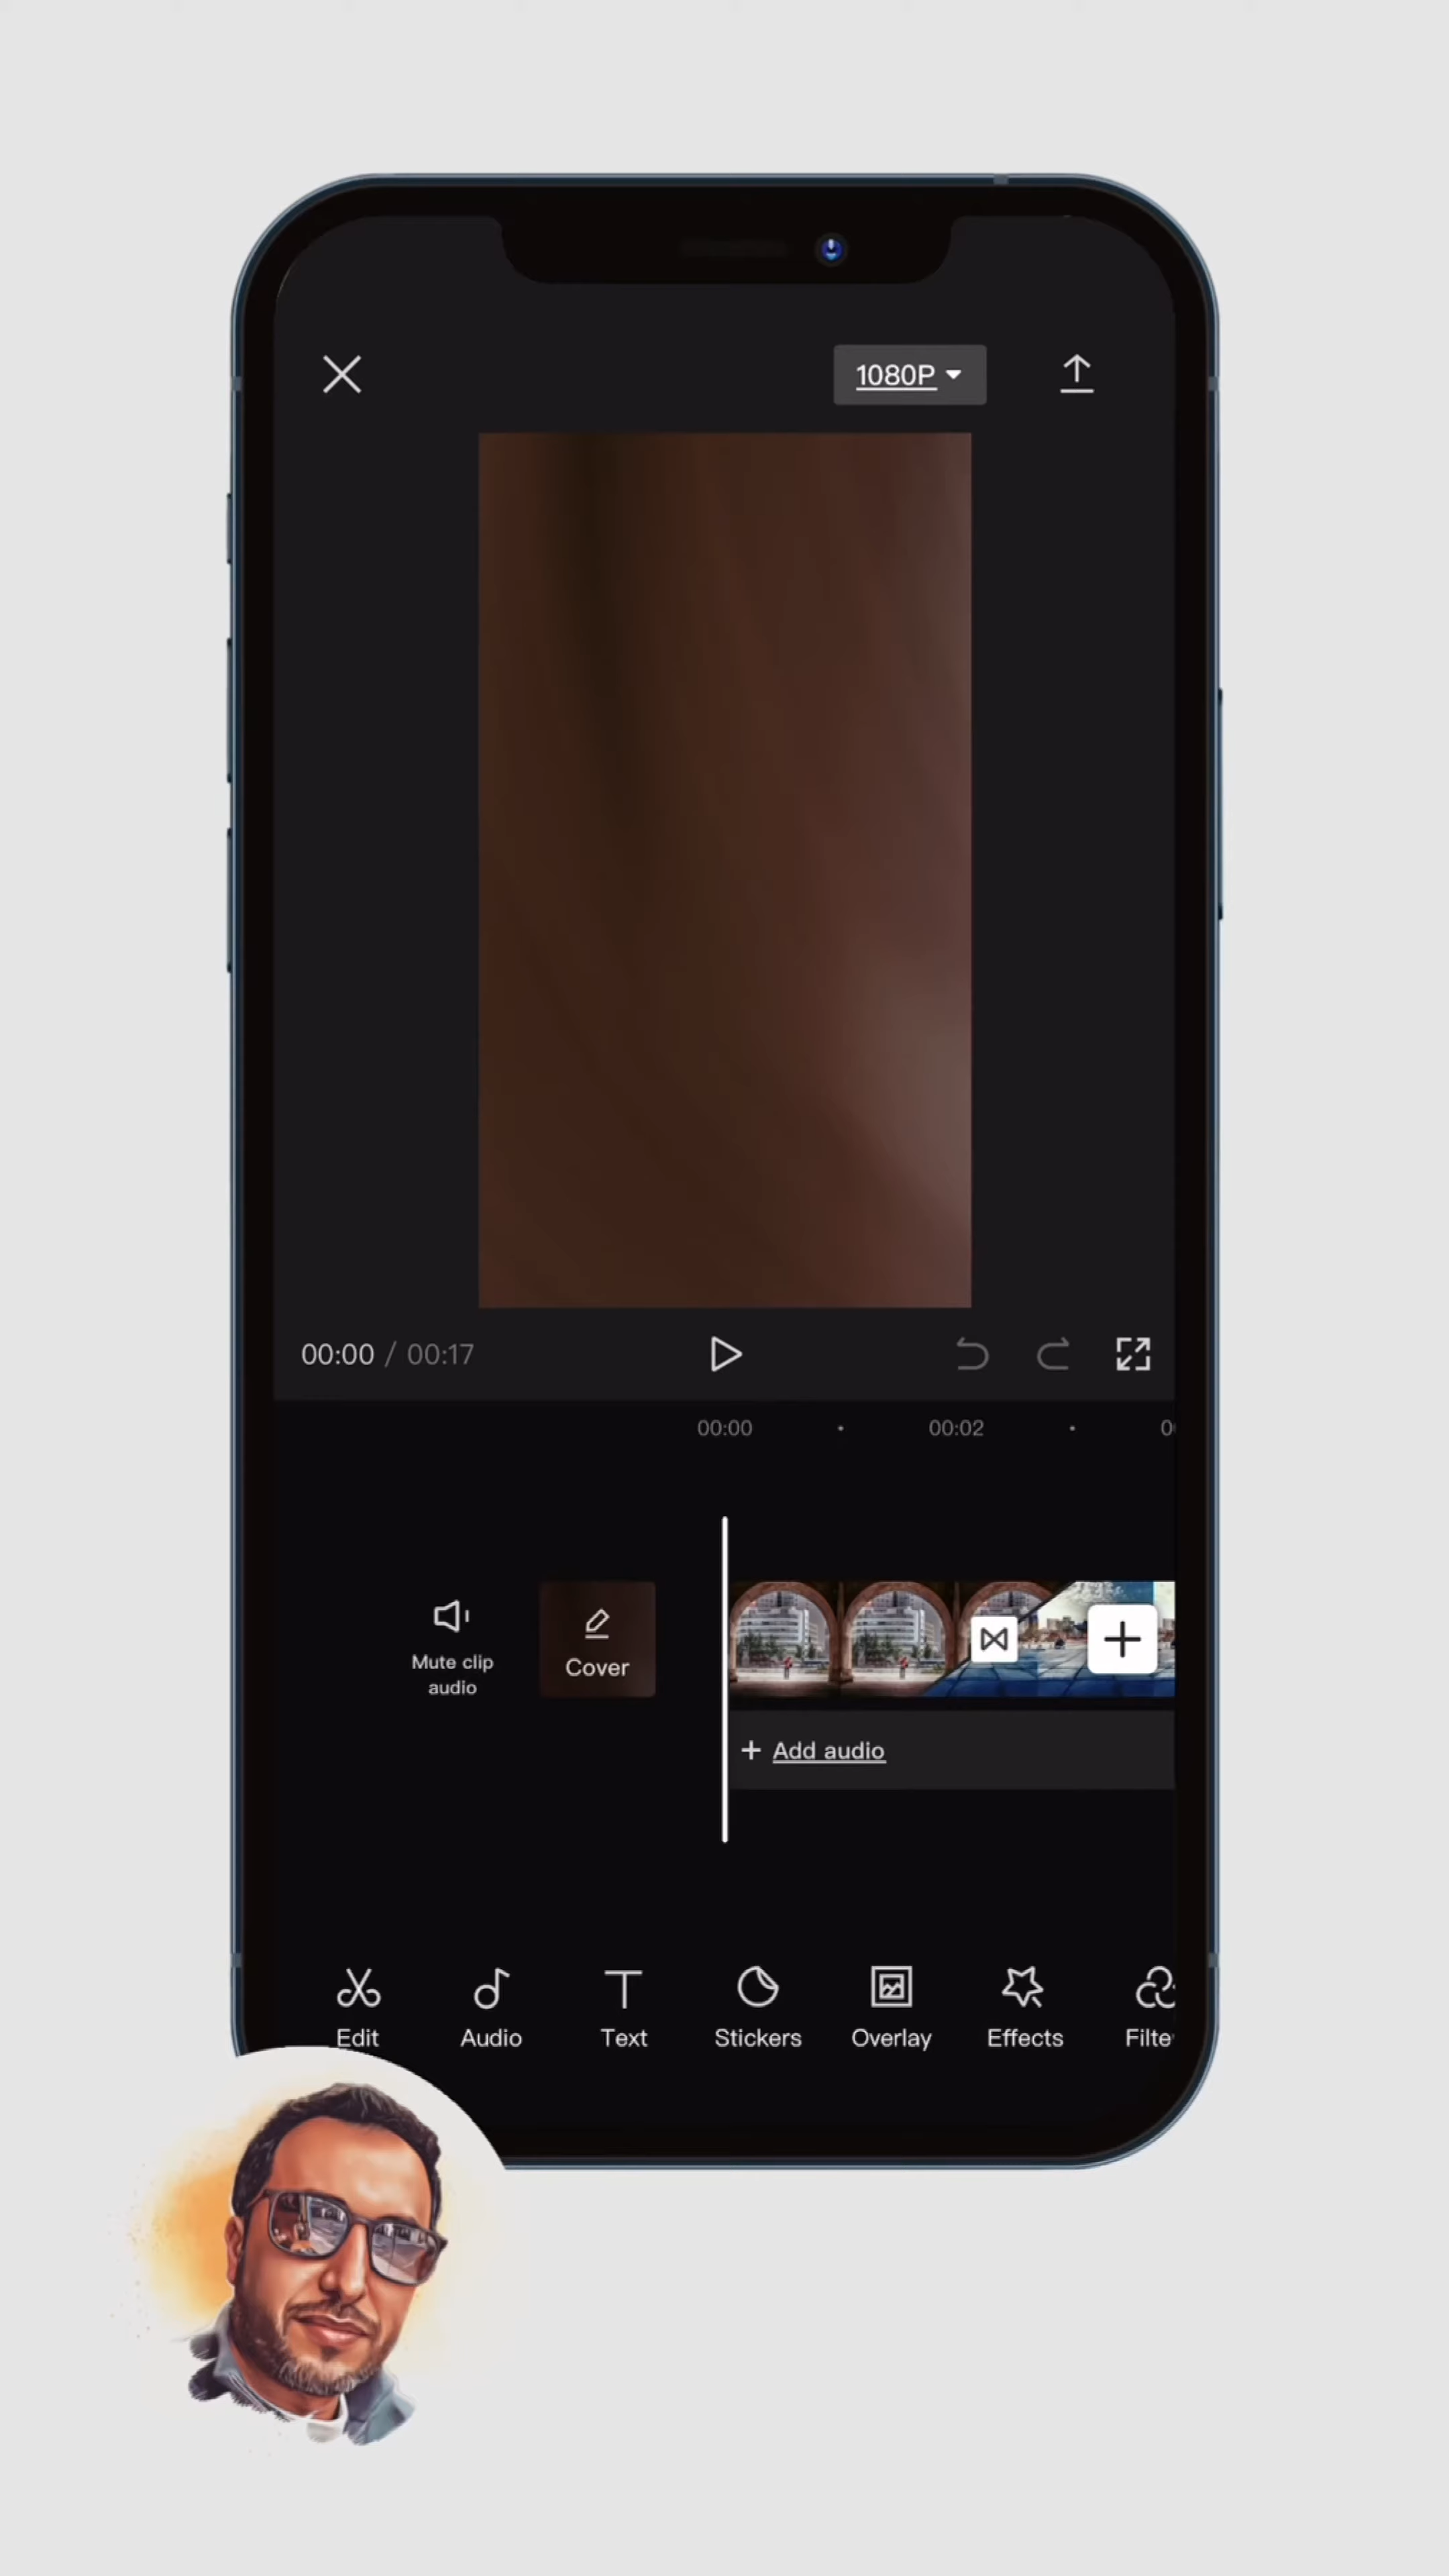 1080P
00:00 / 00:17
00:00 00:02
Mute clip
audio
Cover
Add audio
Edit Audio Text Stickers Overlay Effects